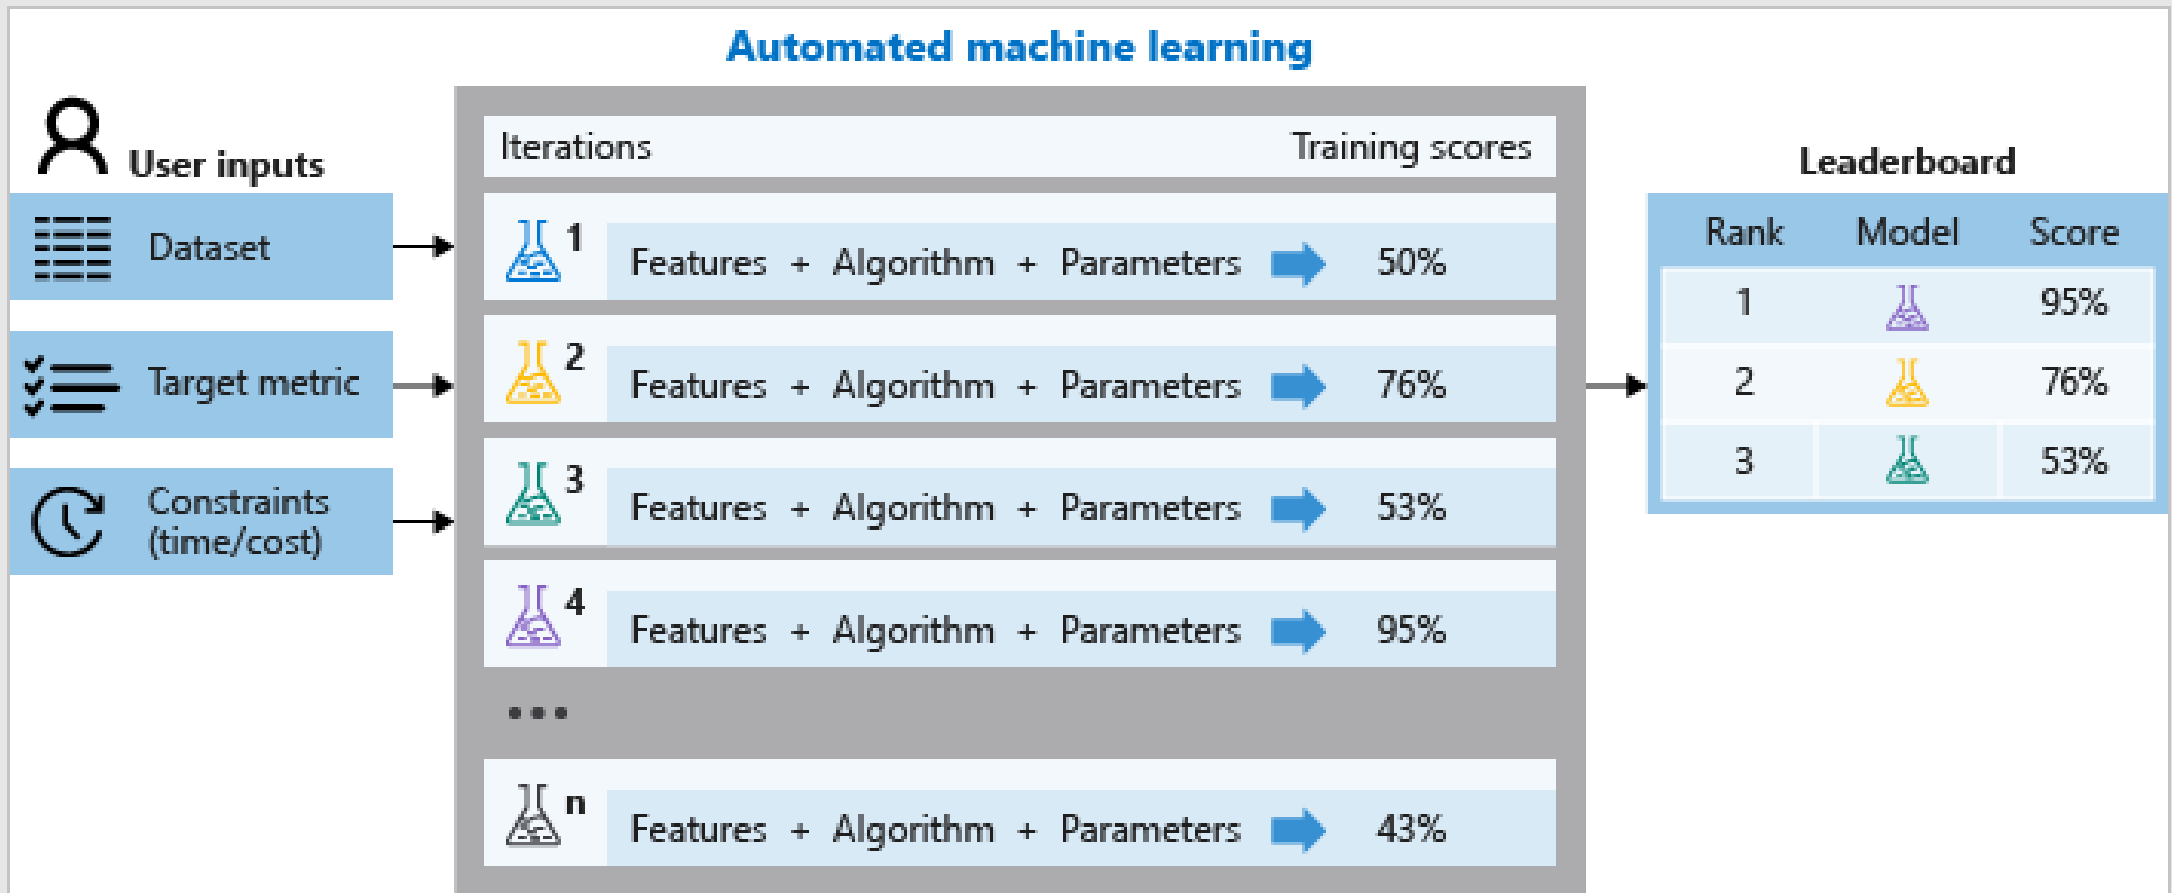 Automated machine learning
User inputs
Dataset
Target metric
Constraints
(time/cost)
Iterations Training scores
1 Features + Algorithm + Parameters 50%
2 Features + Algorithm + Parameters 76%
3 Features + Algorithm + Parameters 53%
4 Features + Algorithm + Parameters 95%
...
n Features + Algorithm + Parameters 43%
Leaderboard
Rank Model Score
1 95%
2 76%
3 53%